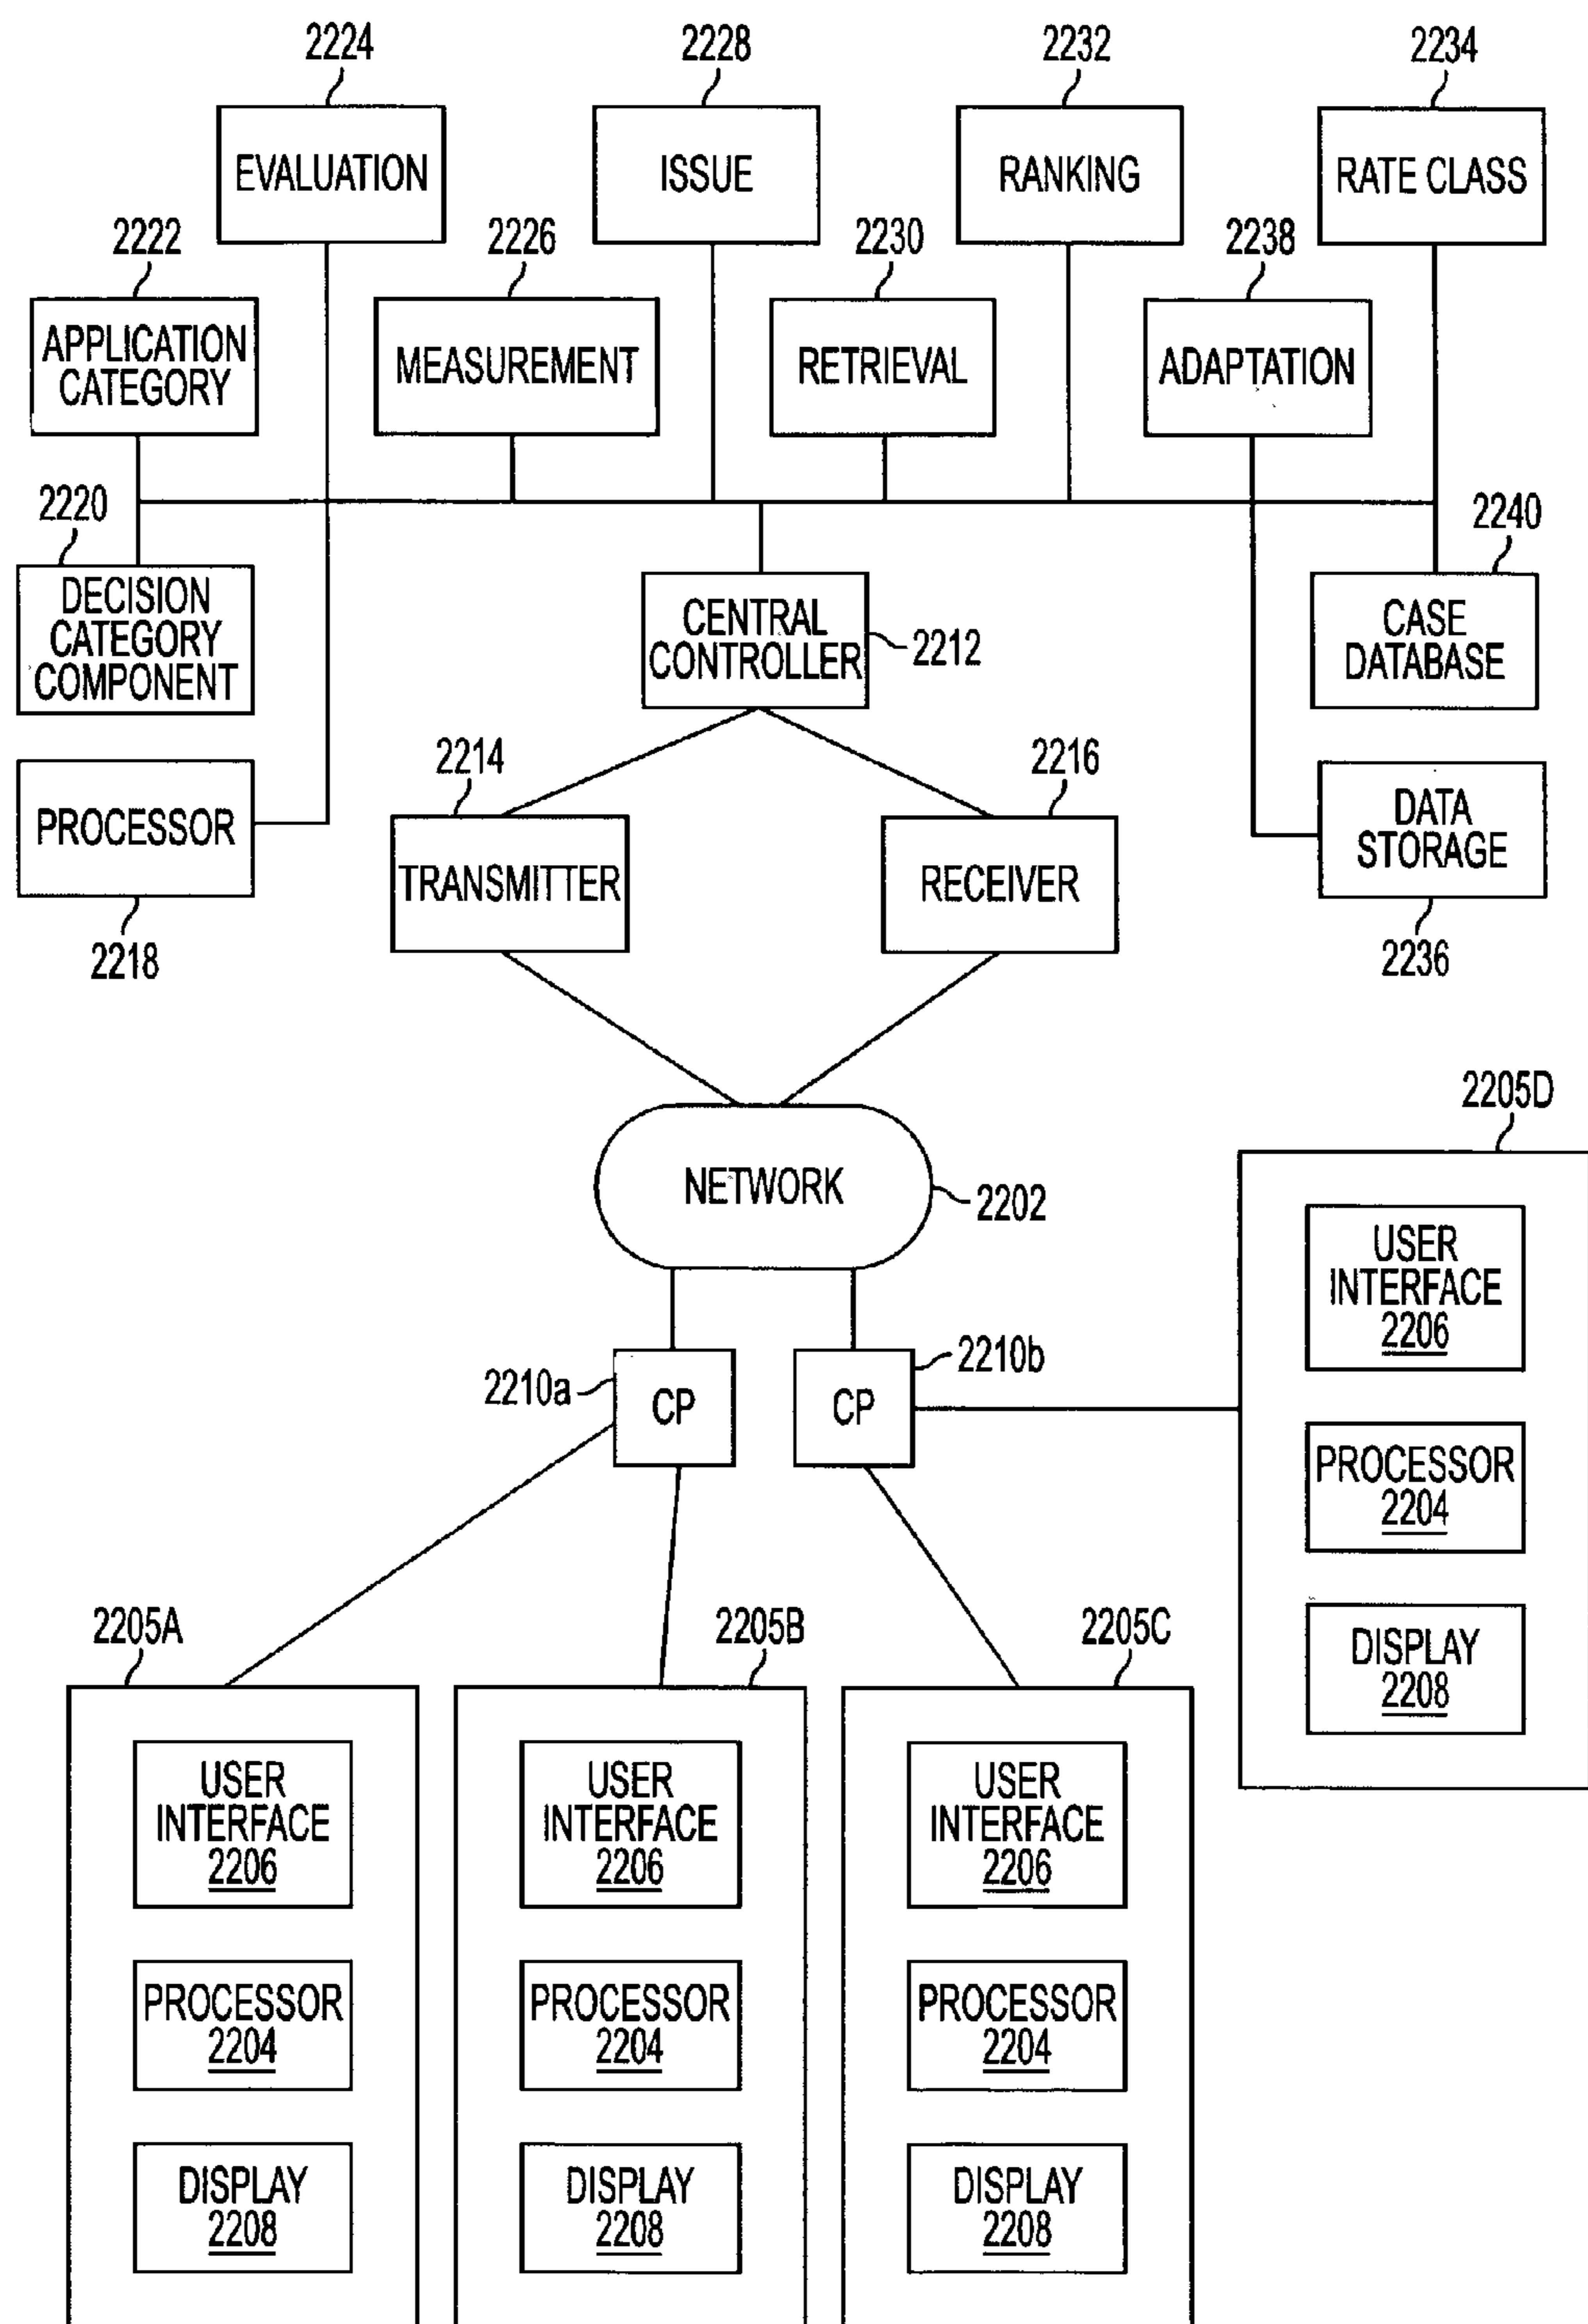 2224
2228
2232
2234
EVALUATION
ISSUE
RANKING
RATE CLASS
2222
2226
2230
2238
APPLICATION
CATEGORY
MEASUREMENT
RETRIEVAL
ADAPTATION
2220
2240
DECISION
CATEGORY
COMPONENT
CENTRAL
CONTROLLER
2212
CASE
DATABASE
2214
2216
PROCESSOR
TRANSMITTER
RECEIVER
DATA
STORAGE
2218
2236
NETWORK
2202
2205D
USER
INTERFACE
2206
PROCESSOR
2204
DISPLAY
2208
2210a
CP
CP
2210b
2205A
2205B
2205C
USER
INTERFACE
2206
PROCESSOR
2204
DISPLAY
2208
USER
INTERFACE
2206
PROCESSOR
2204
DISPLAY
2208
USER
INTERFACE
2206
PROCESSOR
2204
DISPLAY
2208